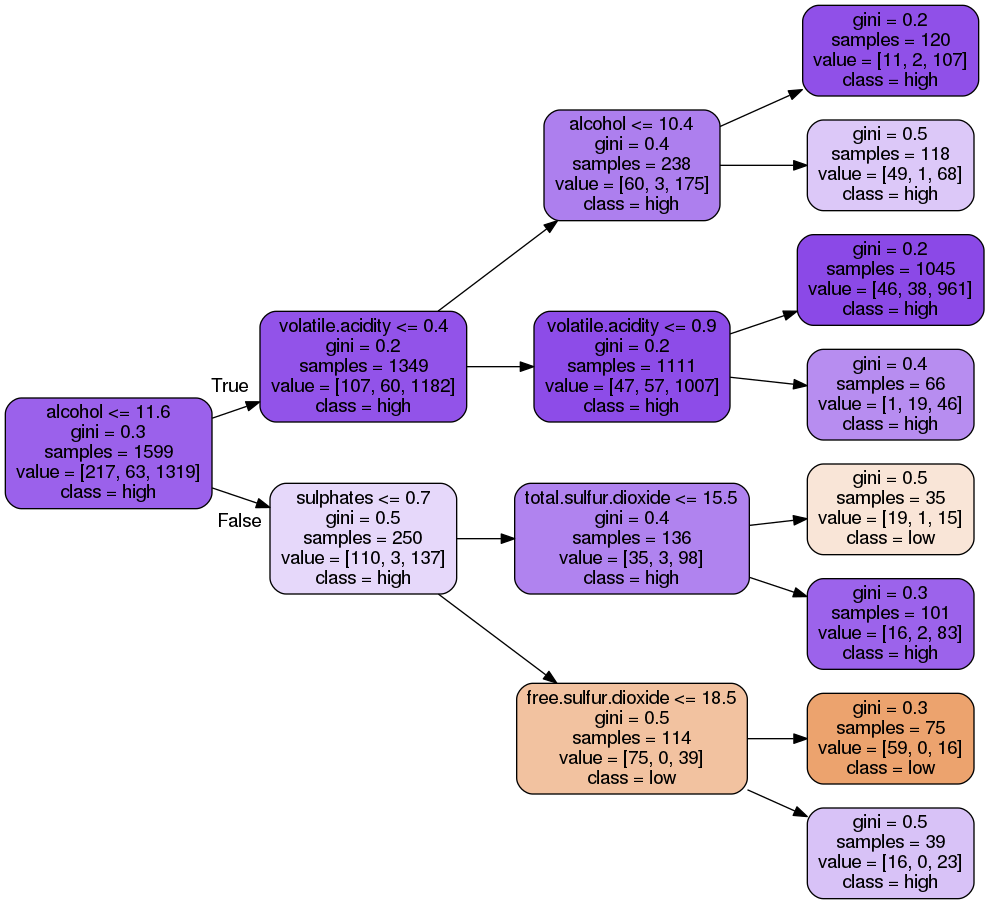 alcohol <= 11.6
gini = 0.3
samples = 1599
value = [217, 63, 1319]
class = high
True
False
volatile.acidity <= 0.4
gini = 0.2
samples = 1349
value = [107, 60, 1182]
class = high
sulphates <= 0.7
gini = 0.5
samples = 250
value = [110, 3, 137]
class = high
alcohol <= 10.4
gini = 0.4
samples = 238
value = [60, 3, 175]
class = high
volatile.acidity <= 0.9
gini = 0.2
samples = 1111
value = [47, 57, 1007]
class = high
total.sulfur.dioxide <= 15.5
gini = 0.4
samples = 136
value = [35, 3, 98]
class = high
free.sulfur.dioxide <= 18.5
gini = 0.5
samples = 114
value = [75, 0, 39]
class = low
gini = 0.2
samples = 120
value = [11, 2, 107]
class = high
gini = 0.5
samples = 118
value = [49, 1, 68]
class = high
gini = 0.2
samples = 1045
value = [46, 38, 961]
class = high
gini = 0.4
samples = 66
value = [1, 19, 46]
class = high
gini = 0.5
samples = 35
value = [19, 1, 15]
class = low
gini = 0.3
samples = 101
value = [16, 2, 83]
class = high
gini = 0.3
samples = 75
value = [59, 0, 16]
class = low
gini = 0.5
samples = 39
value = [16, 0, 23]
class = high